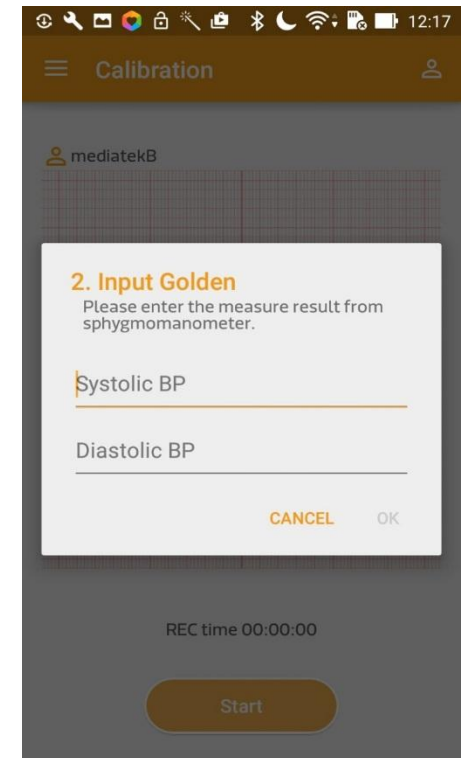 12:17
Calibration
mediatekB
2. Input Golden
Please enter the measure result from
sphygmomanometer.
Systolic BP
Diastolic BP
CANCEL OK
REC time 00:00:00
Start